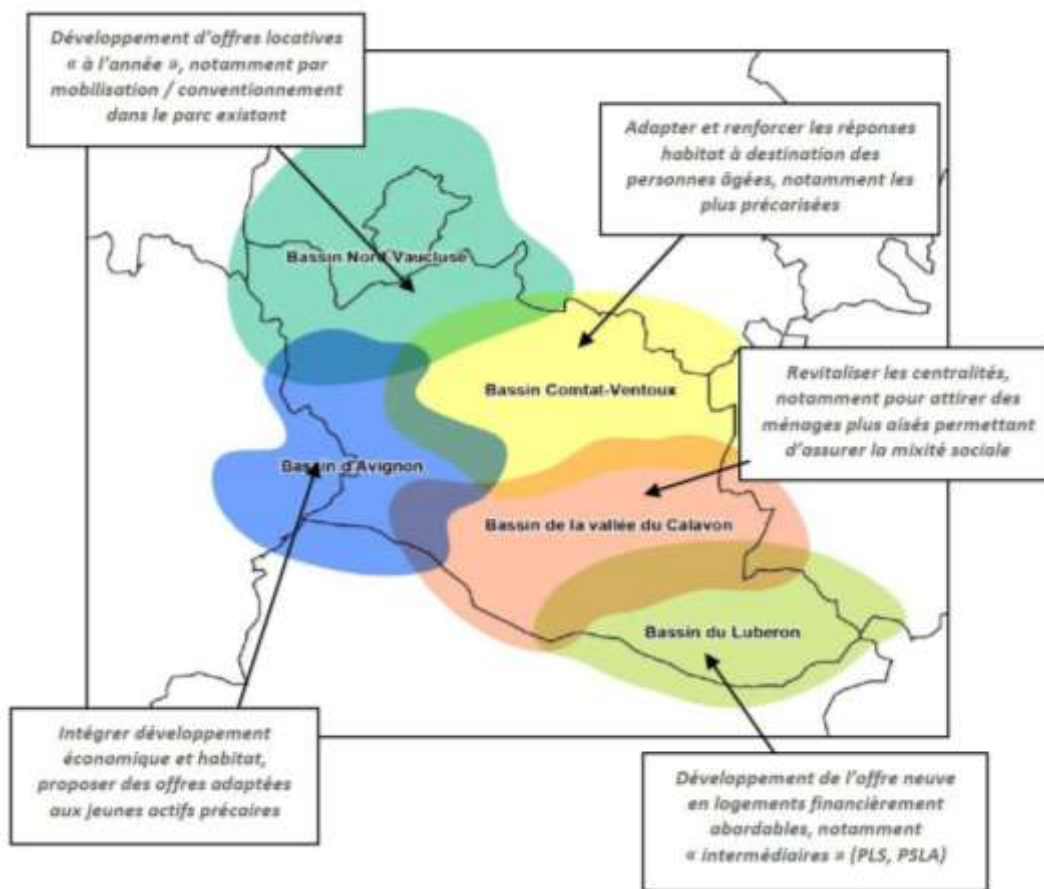 Développement d'offres locatives
« à l'année », notamment par
mobilisation / conventionnement
dans le parc existant
Adapter et renforcer les réponses
habitat à destination des
personnes âgées, notamment les
plus précarisées
Bassin Nord Vaucluse
Revitaliser les centralités,
notamment pour attirer des
ménages plus aisés permettant
d'assurer la mixité sociale
Bassin Comtat-Ventoux
Bassin d'Avignon
Bassin de la vallée du Calavon
Bassin du Luberon
Intégrer développement
économique et habitat,
proposer des offres adaptées
aux jeunes actifs précaires
Développement de l'offre neuve
en logements financièrement
abordables, notamment
« intermédiaires » (PLS, PSLA)